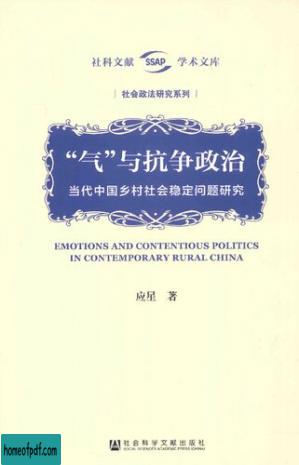 社科文献 SSAP 学术文库
社会政法研究系列
“气”与抗争政治
当代中国乡村社会稳定问题研究
EMOTIONS AND CONTENTIOUS POLITICS
IN CONTEMPORARY RURAL CHINA
应星 著
社会科学文献出版社
SOCIAL SCIENCES ACADEMIC PRESS (CHINA)
homeofpdf.com